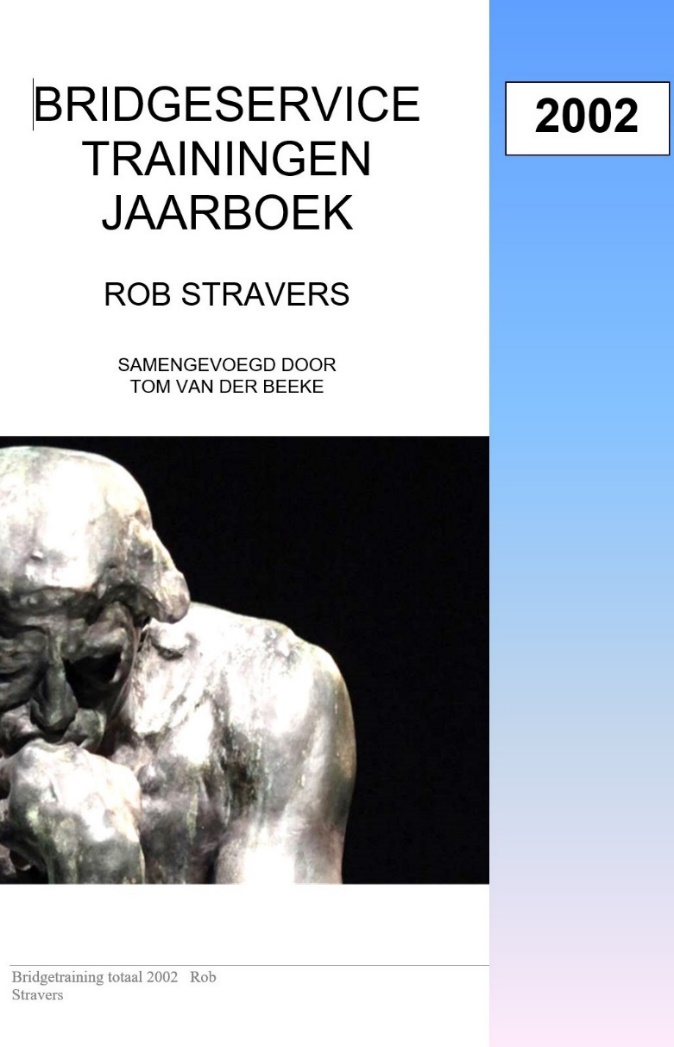 BRIDGESERVICE
TRAININGEN
JAARBOEK
2002
ROB STRAVERS
SAMENGEVOEGD DOOR
TOM VAN DER BEEKE
Bridgetraining totaal 2002   Rob
Stravers